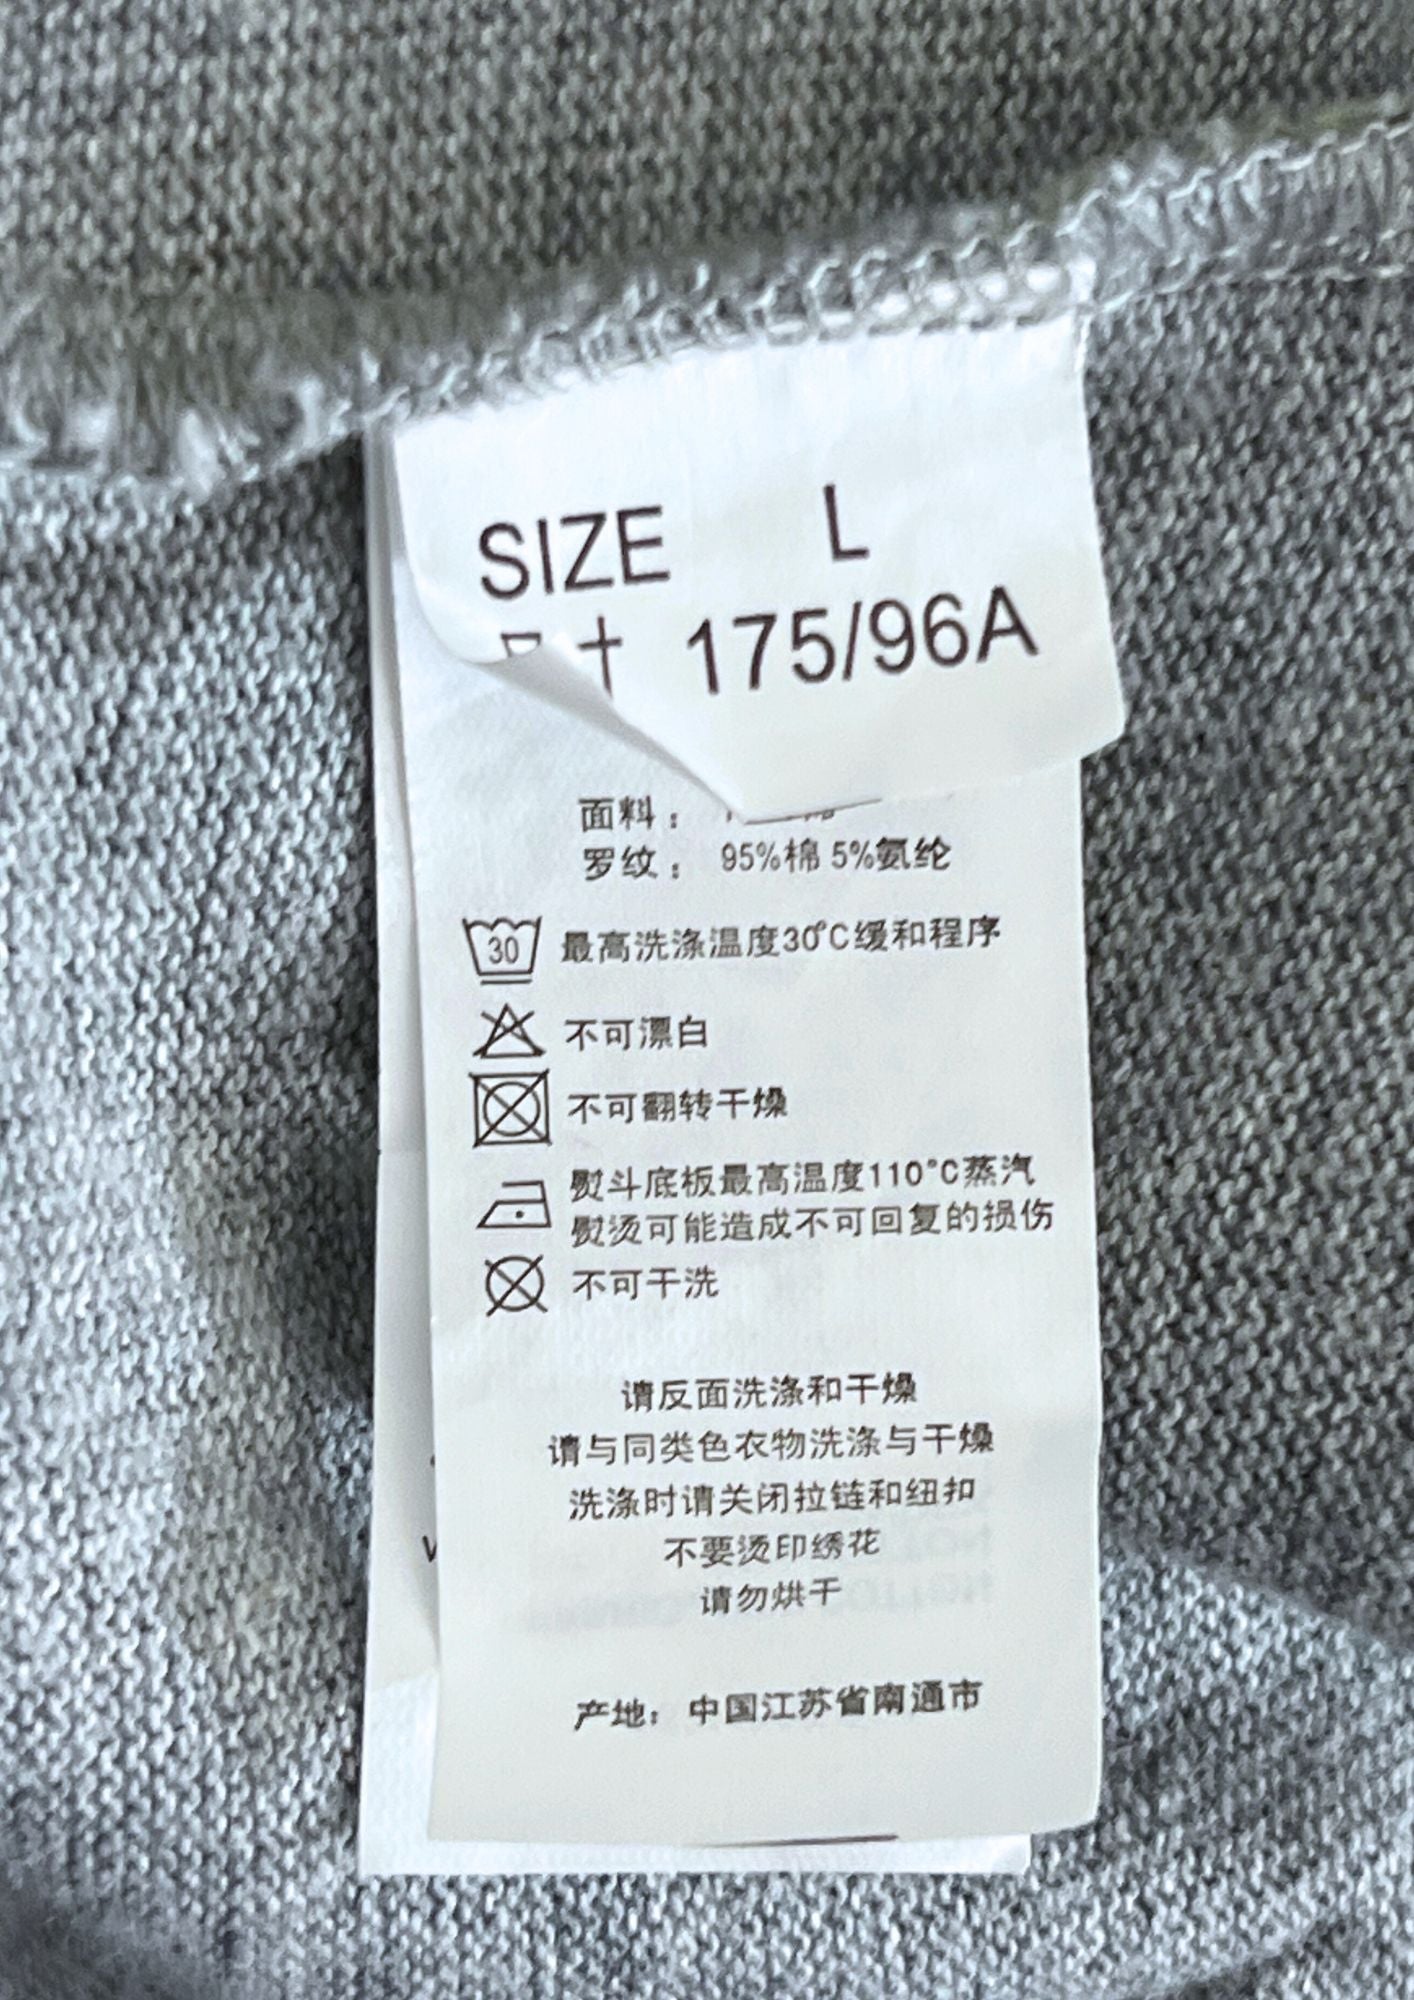 SIZE L
寸 175/96A
面料：
罗纹： 95%棉 5%氨纶
30 最高洗涤温度30℃缓和程序
不可漂白
不可翻转干燥
熨斗底板最高温度110°C蒸汽
熨烫可能造成不可回复的损伤
不可干洗
请反面洗涤和干燥
请与同类色衣物洗涤与干燥
洗涤时请关闭拉链和纽扣
不要烫印绣花
请勿烘干
产地：中国江苏省南通市